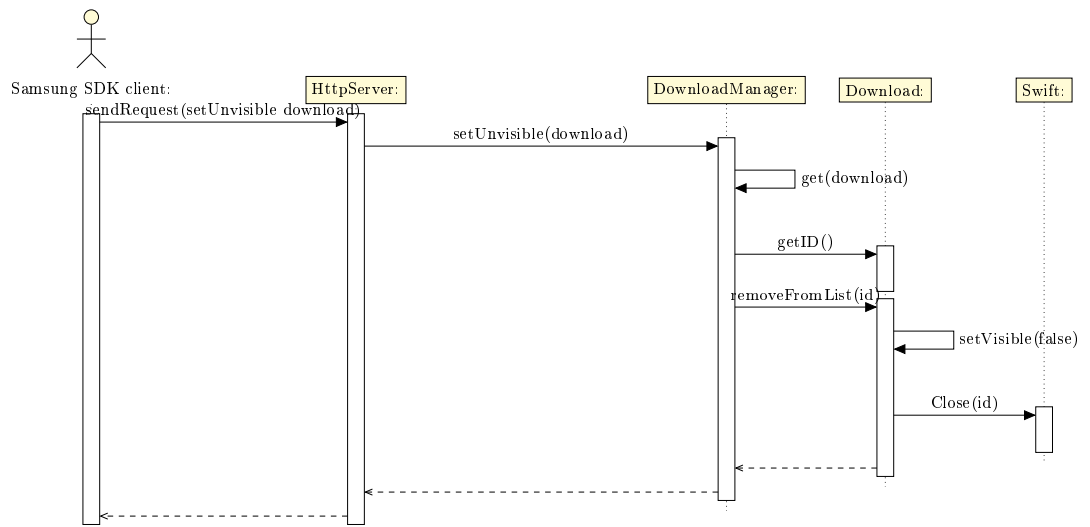 Samsung SDK client:
HttpServer:
DownloadManager:
Download:
Swift:
sendRequest(setUnvisible download)
setUnvisible(download)
get(download)
getID()
removeFromList(id)
setVisible(false)
Close(id)